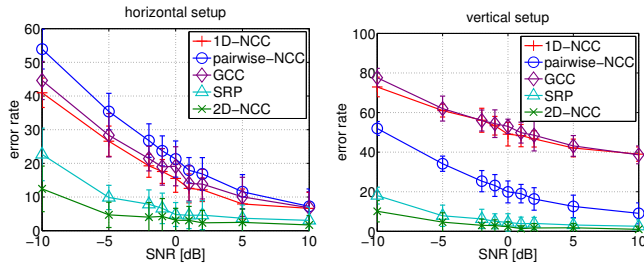 horizontal setup
60
50
40
30
20
10
0
error rate
1D−NCC
pairwise−NCC
GCC
SRP
2D−NCC
−10 −5 0 5 10
SNR [dB]
vertical setup
100
80
60
40
20
0
error rate
1D−NCC
pairwise−NCC
GCC
SRP
2D−NCC
−10 −5 0 5 10
SNR [dB]